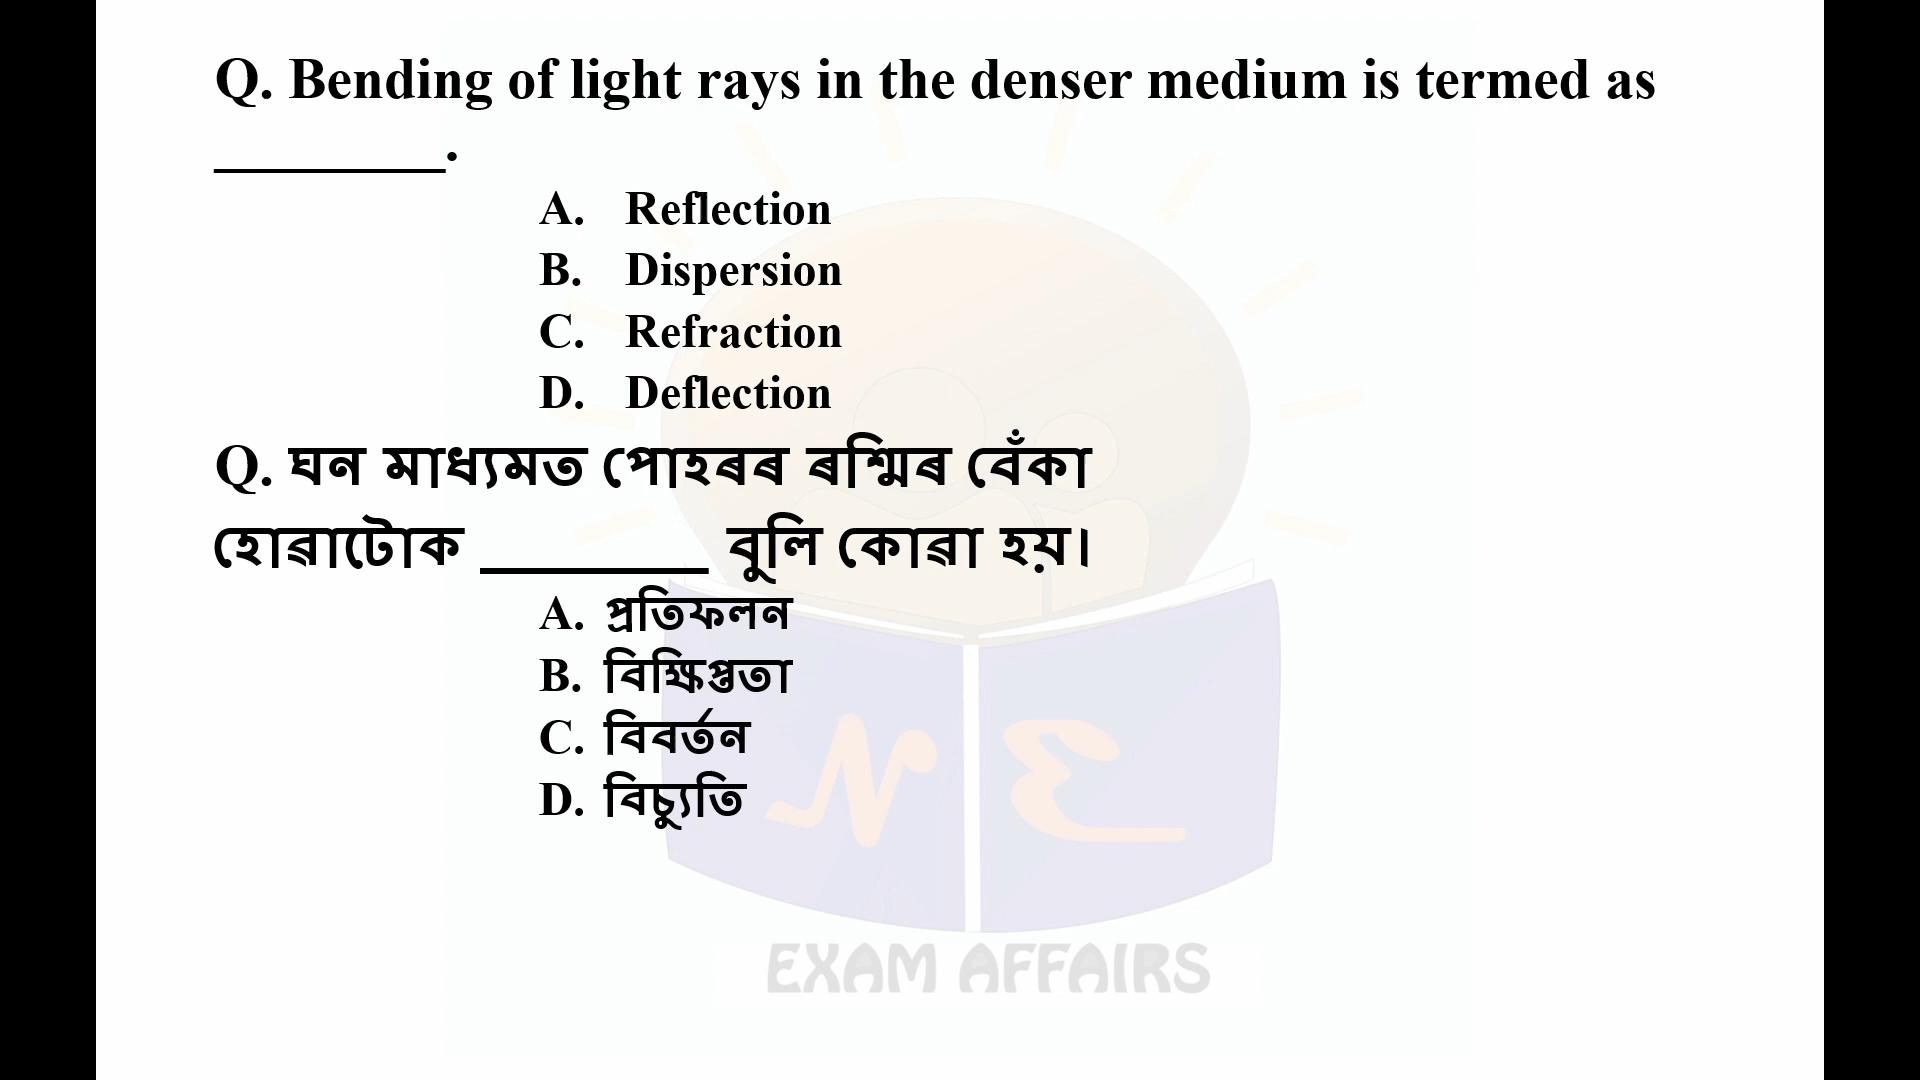 Q. Bending of light rays in the denser medium is termed as
________.
A. Reflection
B. Dispersion
C. Refraction
D. Deflection
Q. ঘন মাধ্যমত পোহৰৰ ৰশ্মিৰ বেঁকা
হোৱাটোক ________ বুলি কোৱা হয়।
A. প্ৰতিফলন
B. বিক্ষিপ্ততা
C. বিবৰ্তন
D. বিচ্যুতি
EXAM AFFAIRS